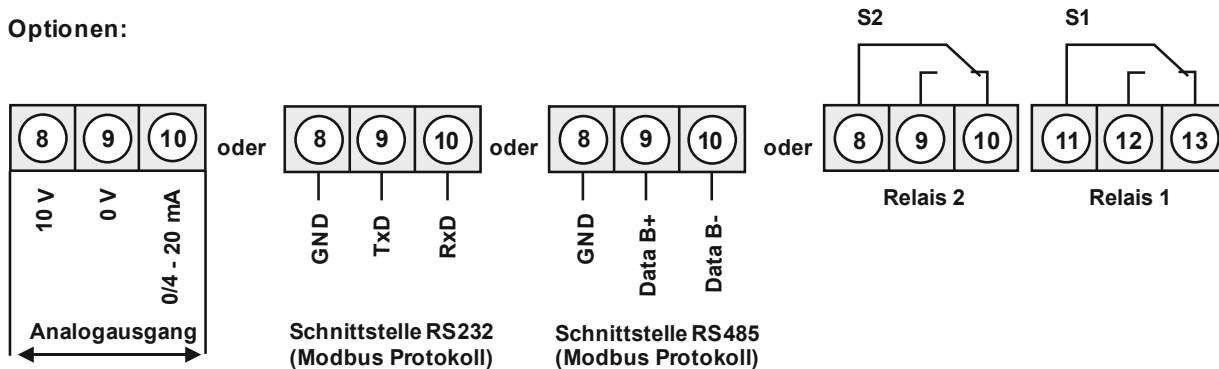 Optionen:
S2
S1
8 9 10 oder 8 9 10 oder 8 9 10 oder 8 9 10 11 12 13
10 V
0 V
0/4 - 20 mA
GND
TxD
RxD
GND
Data B+
Data B-
Relais 2
Relais 1
Analogausgang
Schnittstelle RS232
(Modbus Protokoll)
Schnittstelle RS485
(Modbus Protokoll)